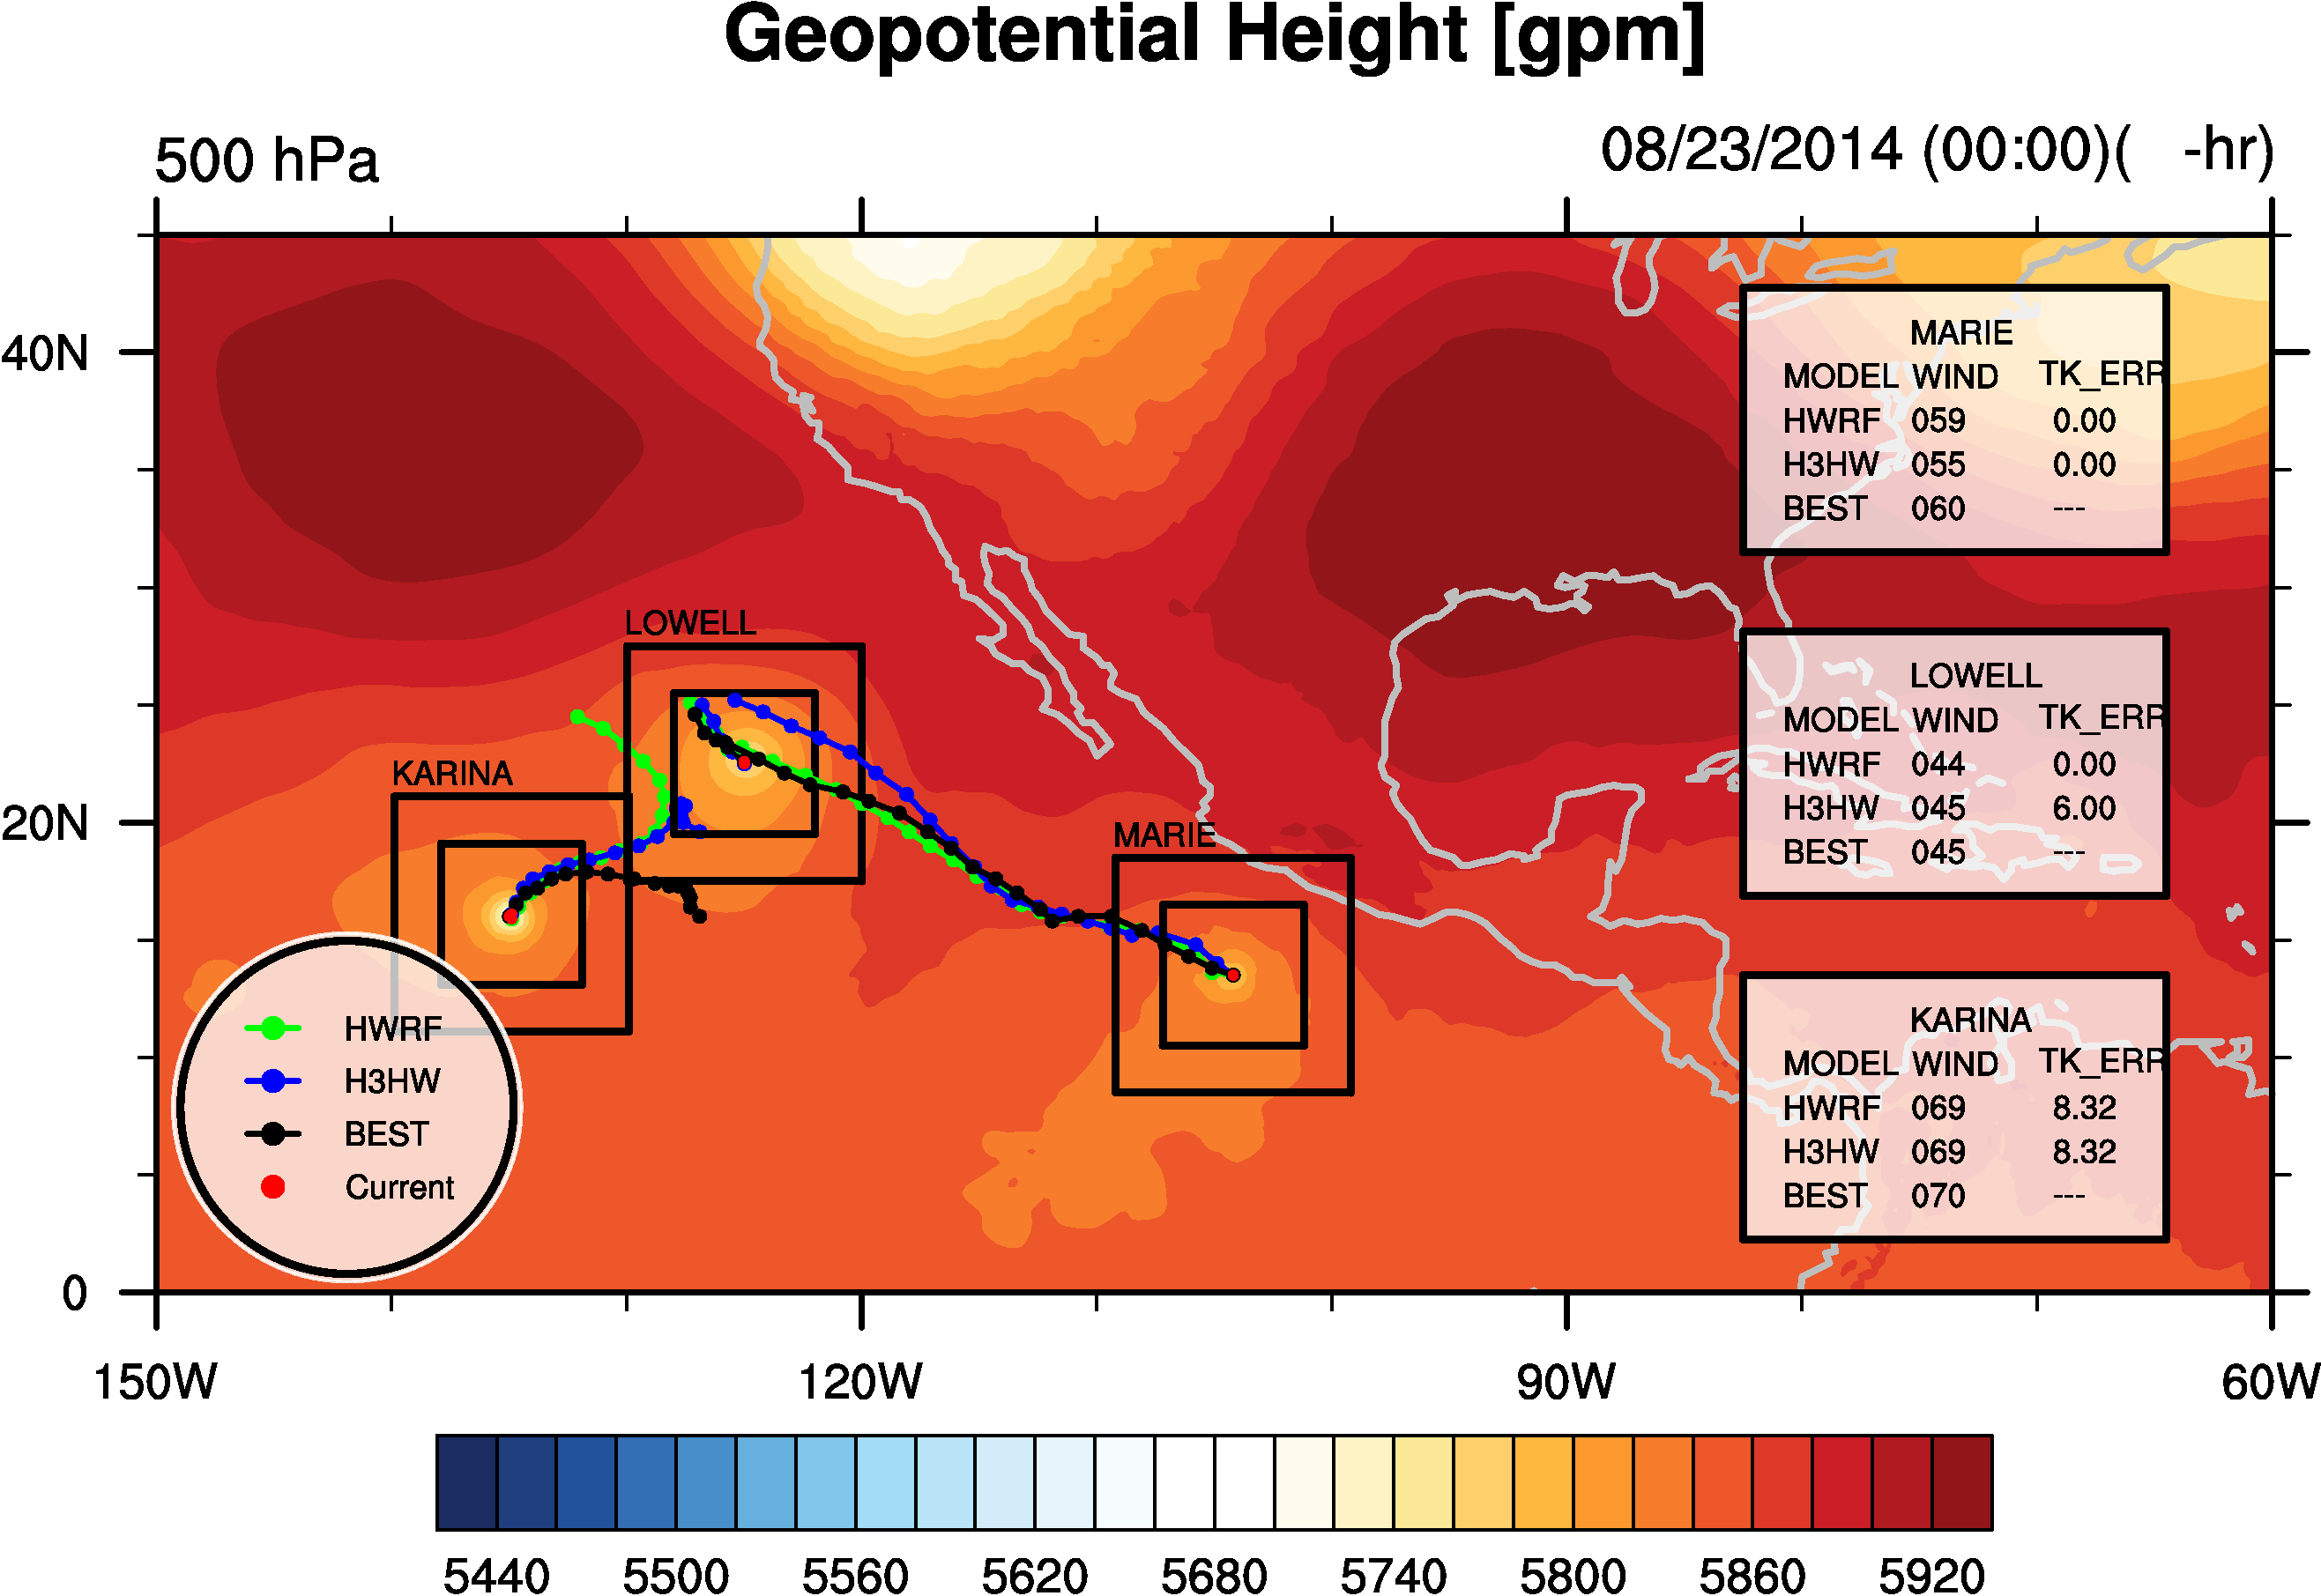 Geopotential Height [gpm]
500 hPa
08/23/2014 (00:00)( -hr)
40N
20N
0
150W
120W
90W
60W
LOWELL
KARINA
MARIE
MARIE
MODEL WIND TK_ERR
HWRF 059 0.00
H3HW 055 0.00
BEST 060 ---
LOWELL
MODEL WIND TK_ERR
HWRF 044 0.00
H3HW 045 6.00
BEST 045 ---
KARINA
MODEL WIND TK_ERR
HWRF 069 8.32
H3HW 069 8.32
BEST 070 ---
HWRF
H3HW
BEST
Current
5440 5500 5560 5620 5680 5740 5800 5860 5920